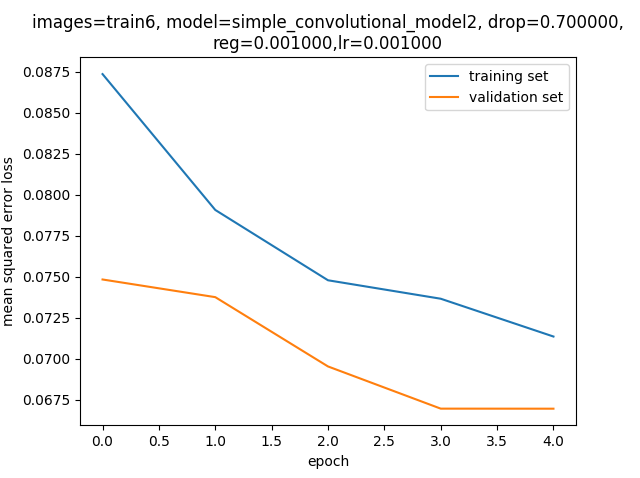 images=train6, model=simple_convolutional_model2, drop=0.700000,
reg=0.001000,lr=0.001000
training set
validation set
0.0875
0.0850
0.0825
0.0800
0.0775
0.0750
0.0725
0.0700
0.0675
mean squared error loss
0.0 0.5 1.0 1.5 2.0 2.5 3.0 3.5 4.0
epoch